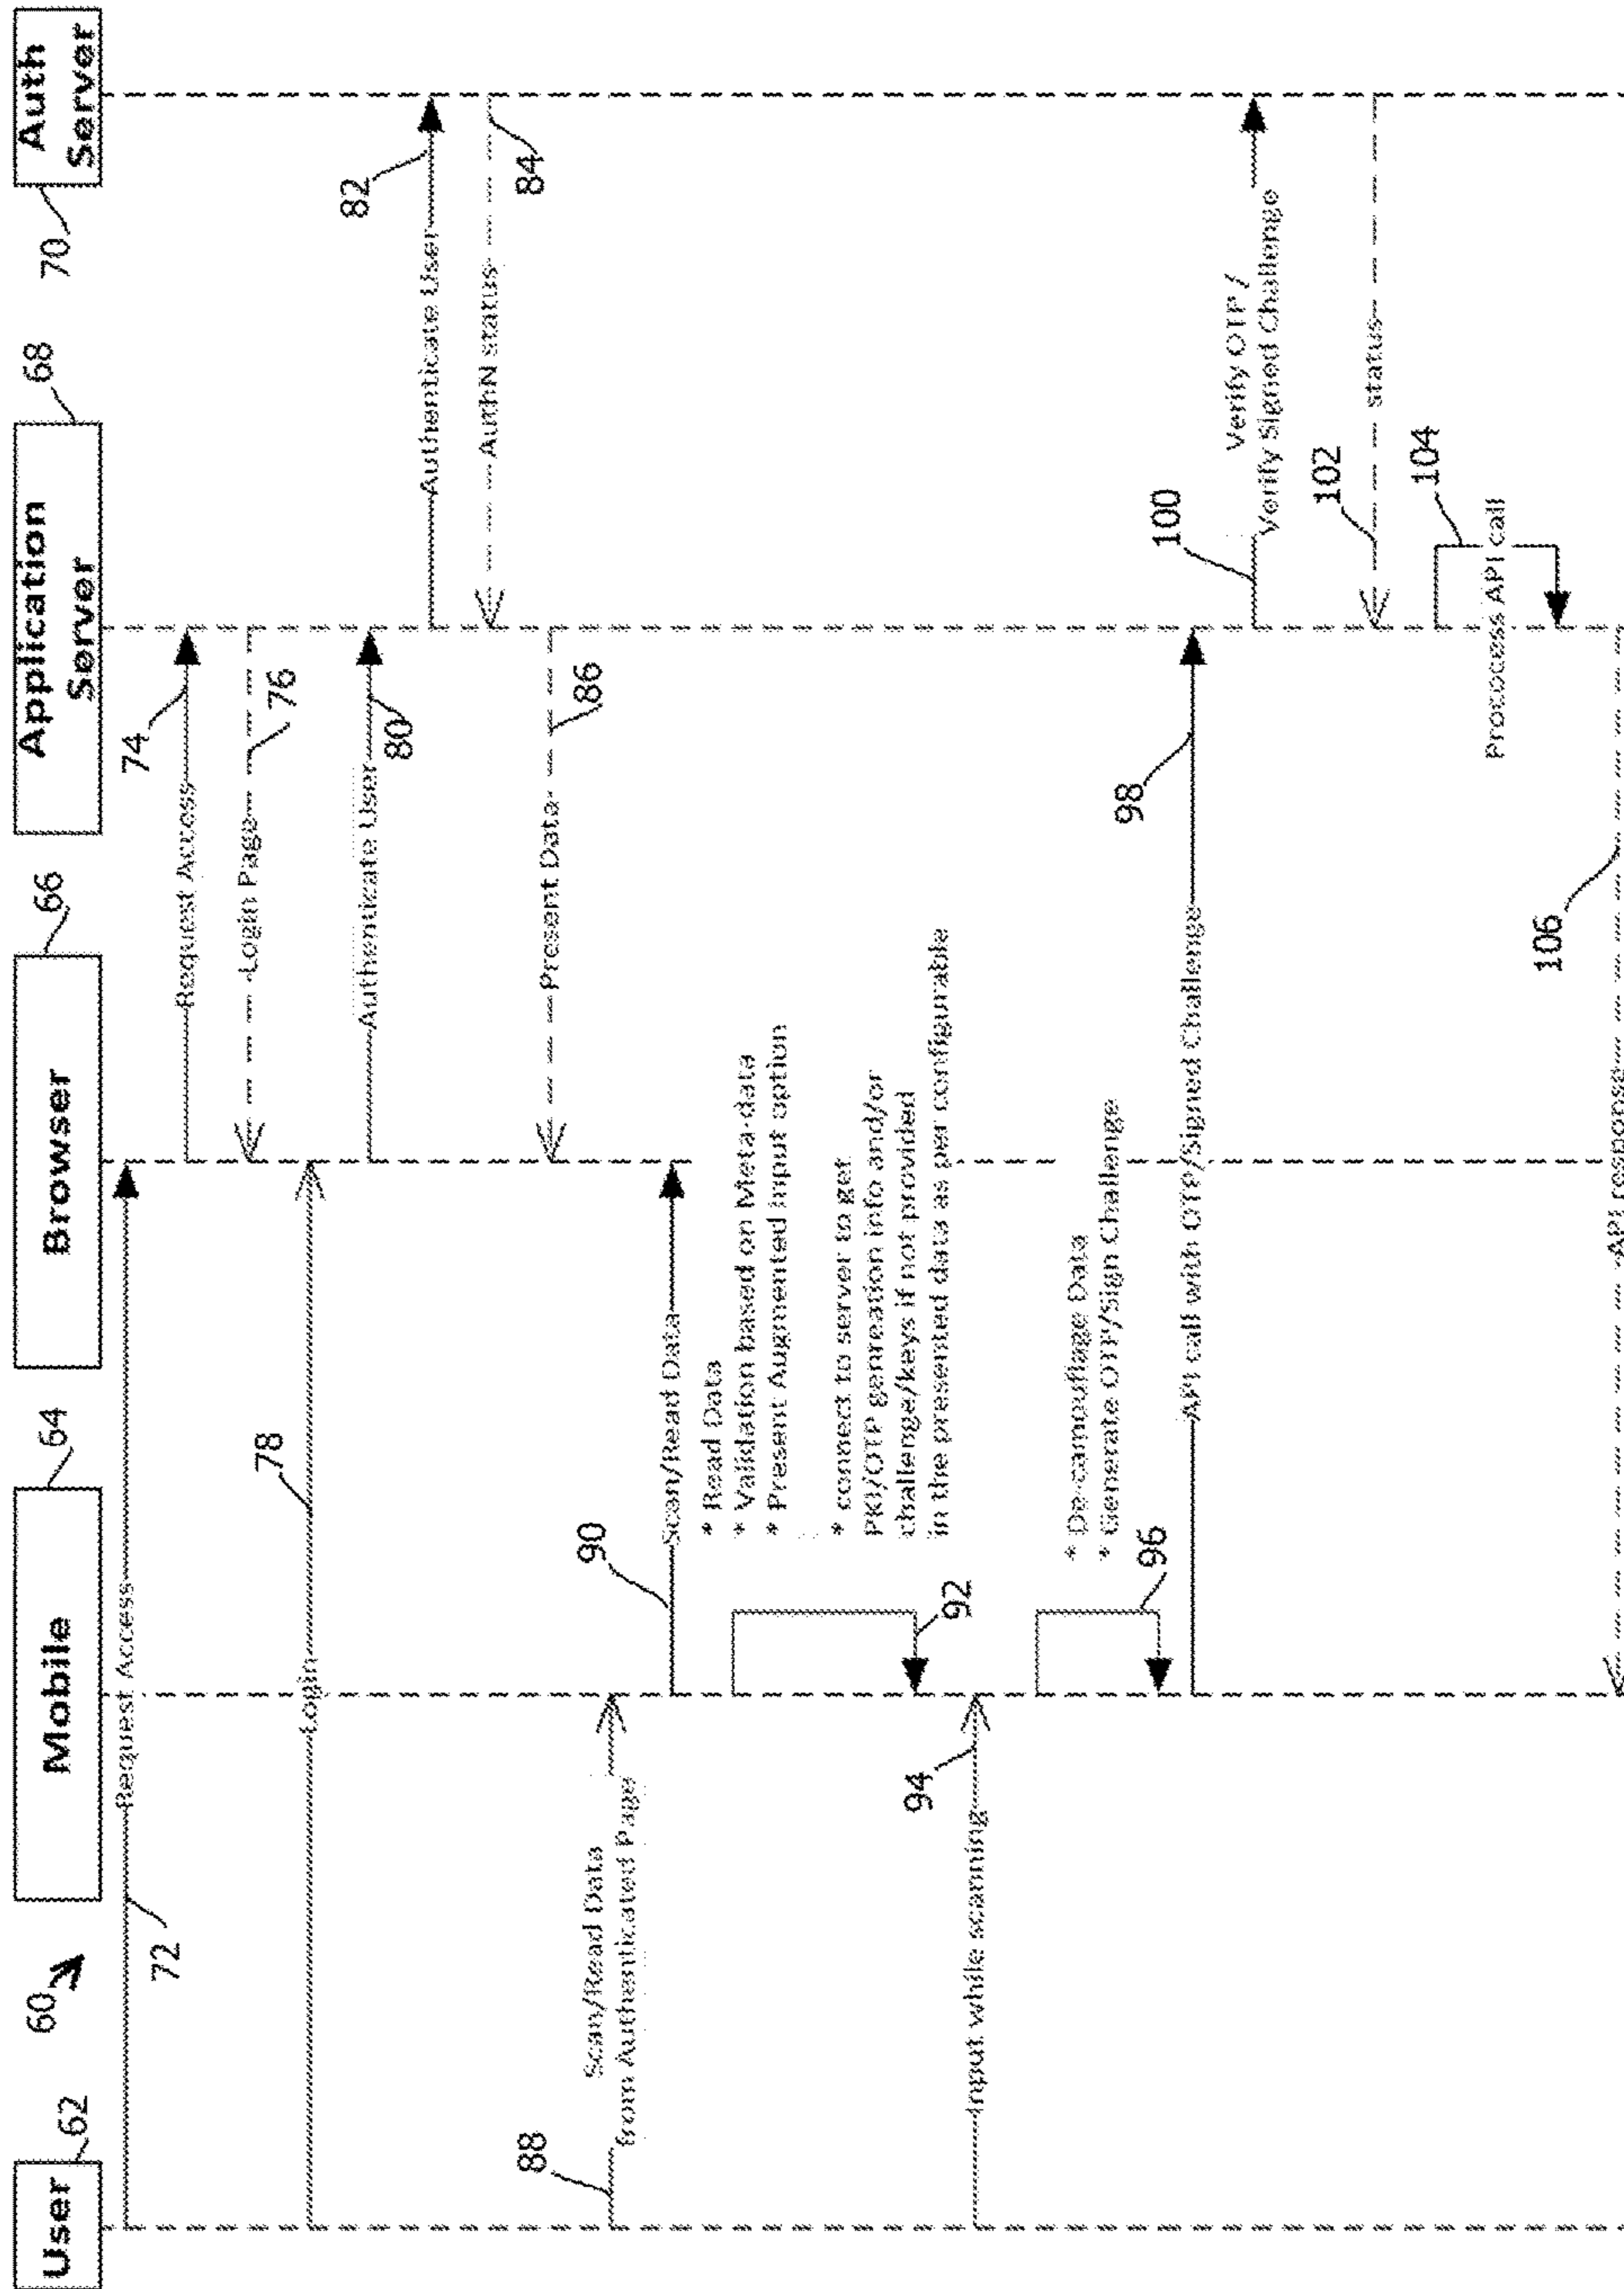 60
User
62
Mobile
64
Browser
66
Application
Server
68
Auth
Server
70
Request Access
72
Request Access
74
Login Page
76
Login
78
Authenticate User
80
Authenticate User
82
AuthN status
84
Present Data
86
Scan/Read Data
from Authenticated Page
88
Scan/Read Data
90
* Read Data
* Validation based on Meta-data
* Present Augmented input option
* connect to server to get
PKI/OTP genreation info and/or
challenge/keys if not provided
in the presented data as per configurable
92
Input while scanning
94
* De-camouflage Data
* Generate OTP/Sign Challenge
96
API call with OTP/Signed Challenge
98
Verify OTP /
Verify Signed Challenge
100
status
102
Prococess API call
104
API response
106